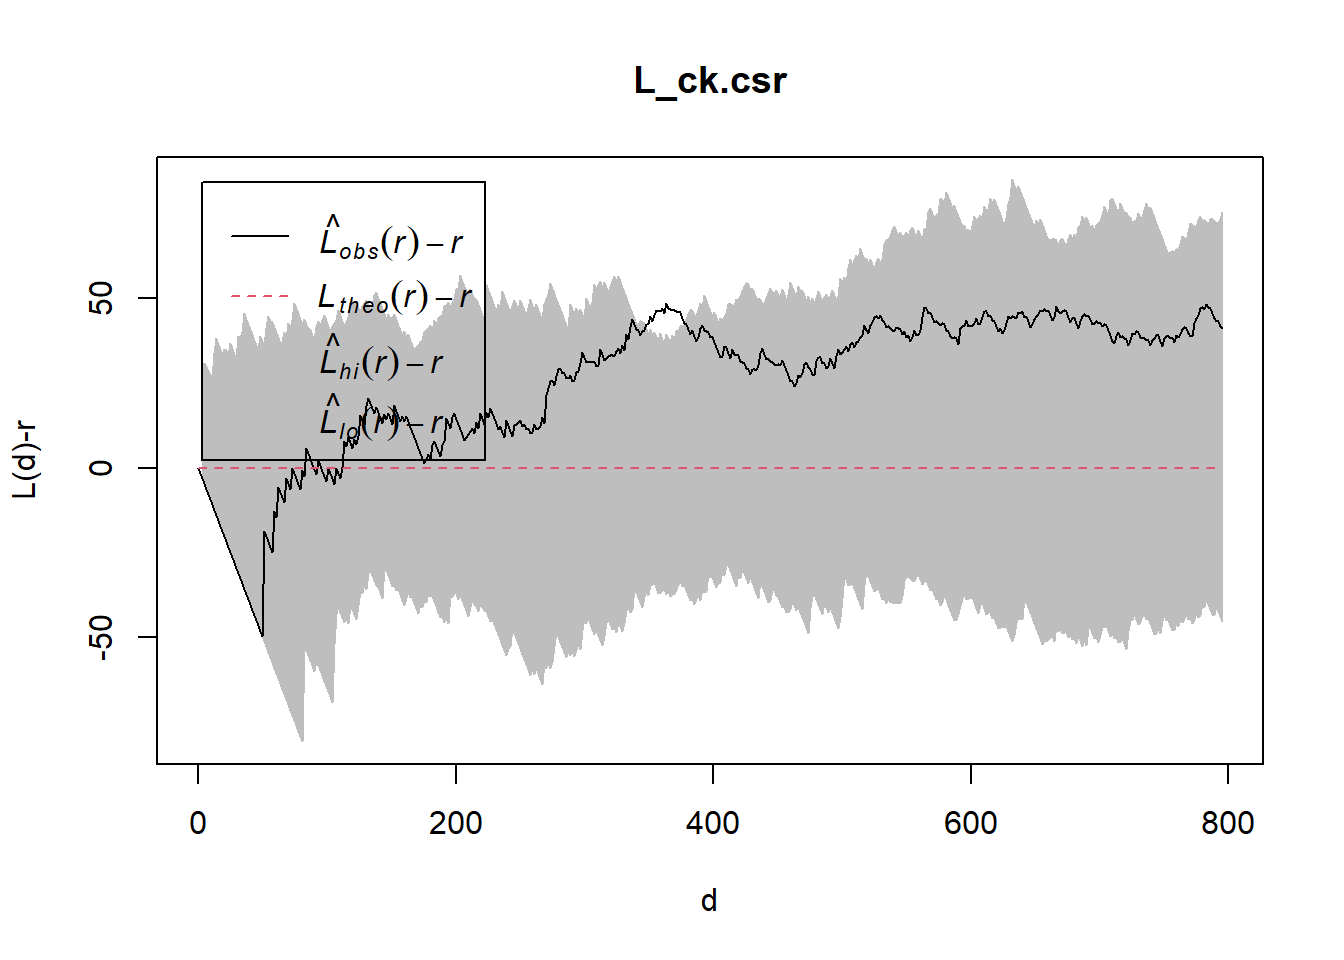 L_ck.csr
L̂obs(r) – r
Ltheo(r) – r
L̂hi(r) – r
L̂lo(r) – r
L(d)-r
50
0
-50
0 200 400 600 800
d